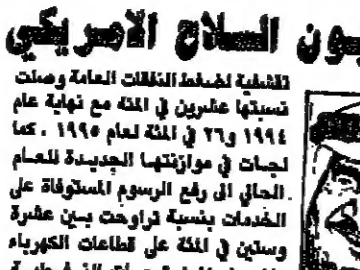 يون السلاح الامريكي
تقشفية لضغط النفقات العامة وصلت
نسبتها عشرين في المئة مع نهاية عام
١٩٩٤ و٢٦ في المئة لعام ١٩٩٥ . كما
لجات في موازنتها الجديدة للعام
الحالي الى رفع الرسوم المستوفاة على
الخدمات بنسبة تراوحت بين عشرة
وستين في المئة على قطاعات الكهرباء